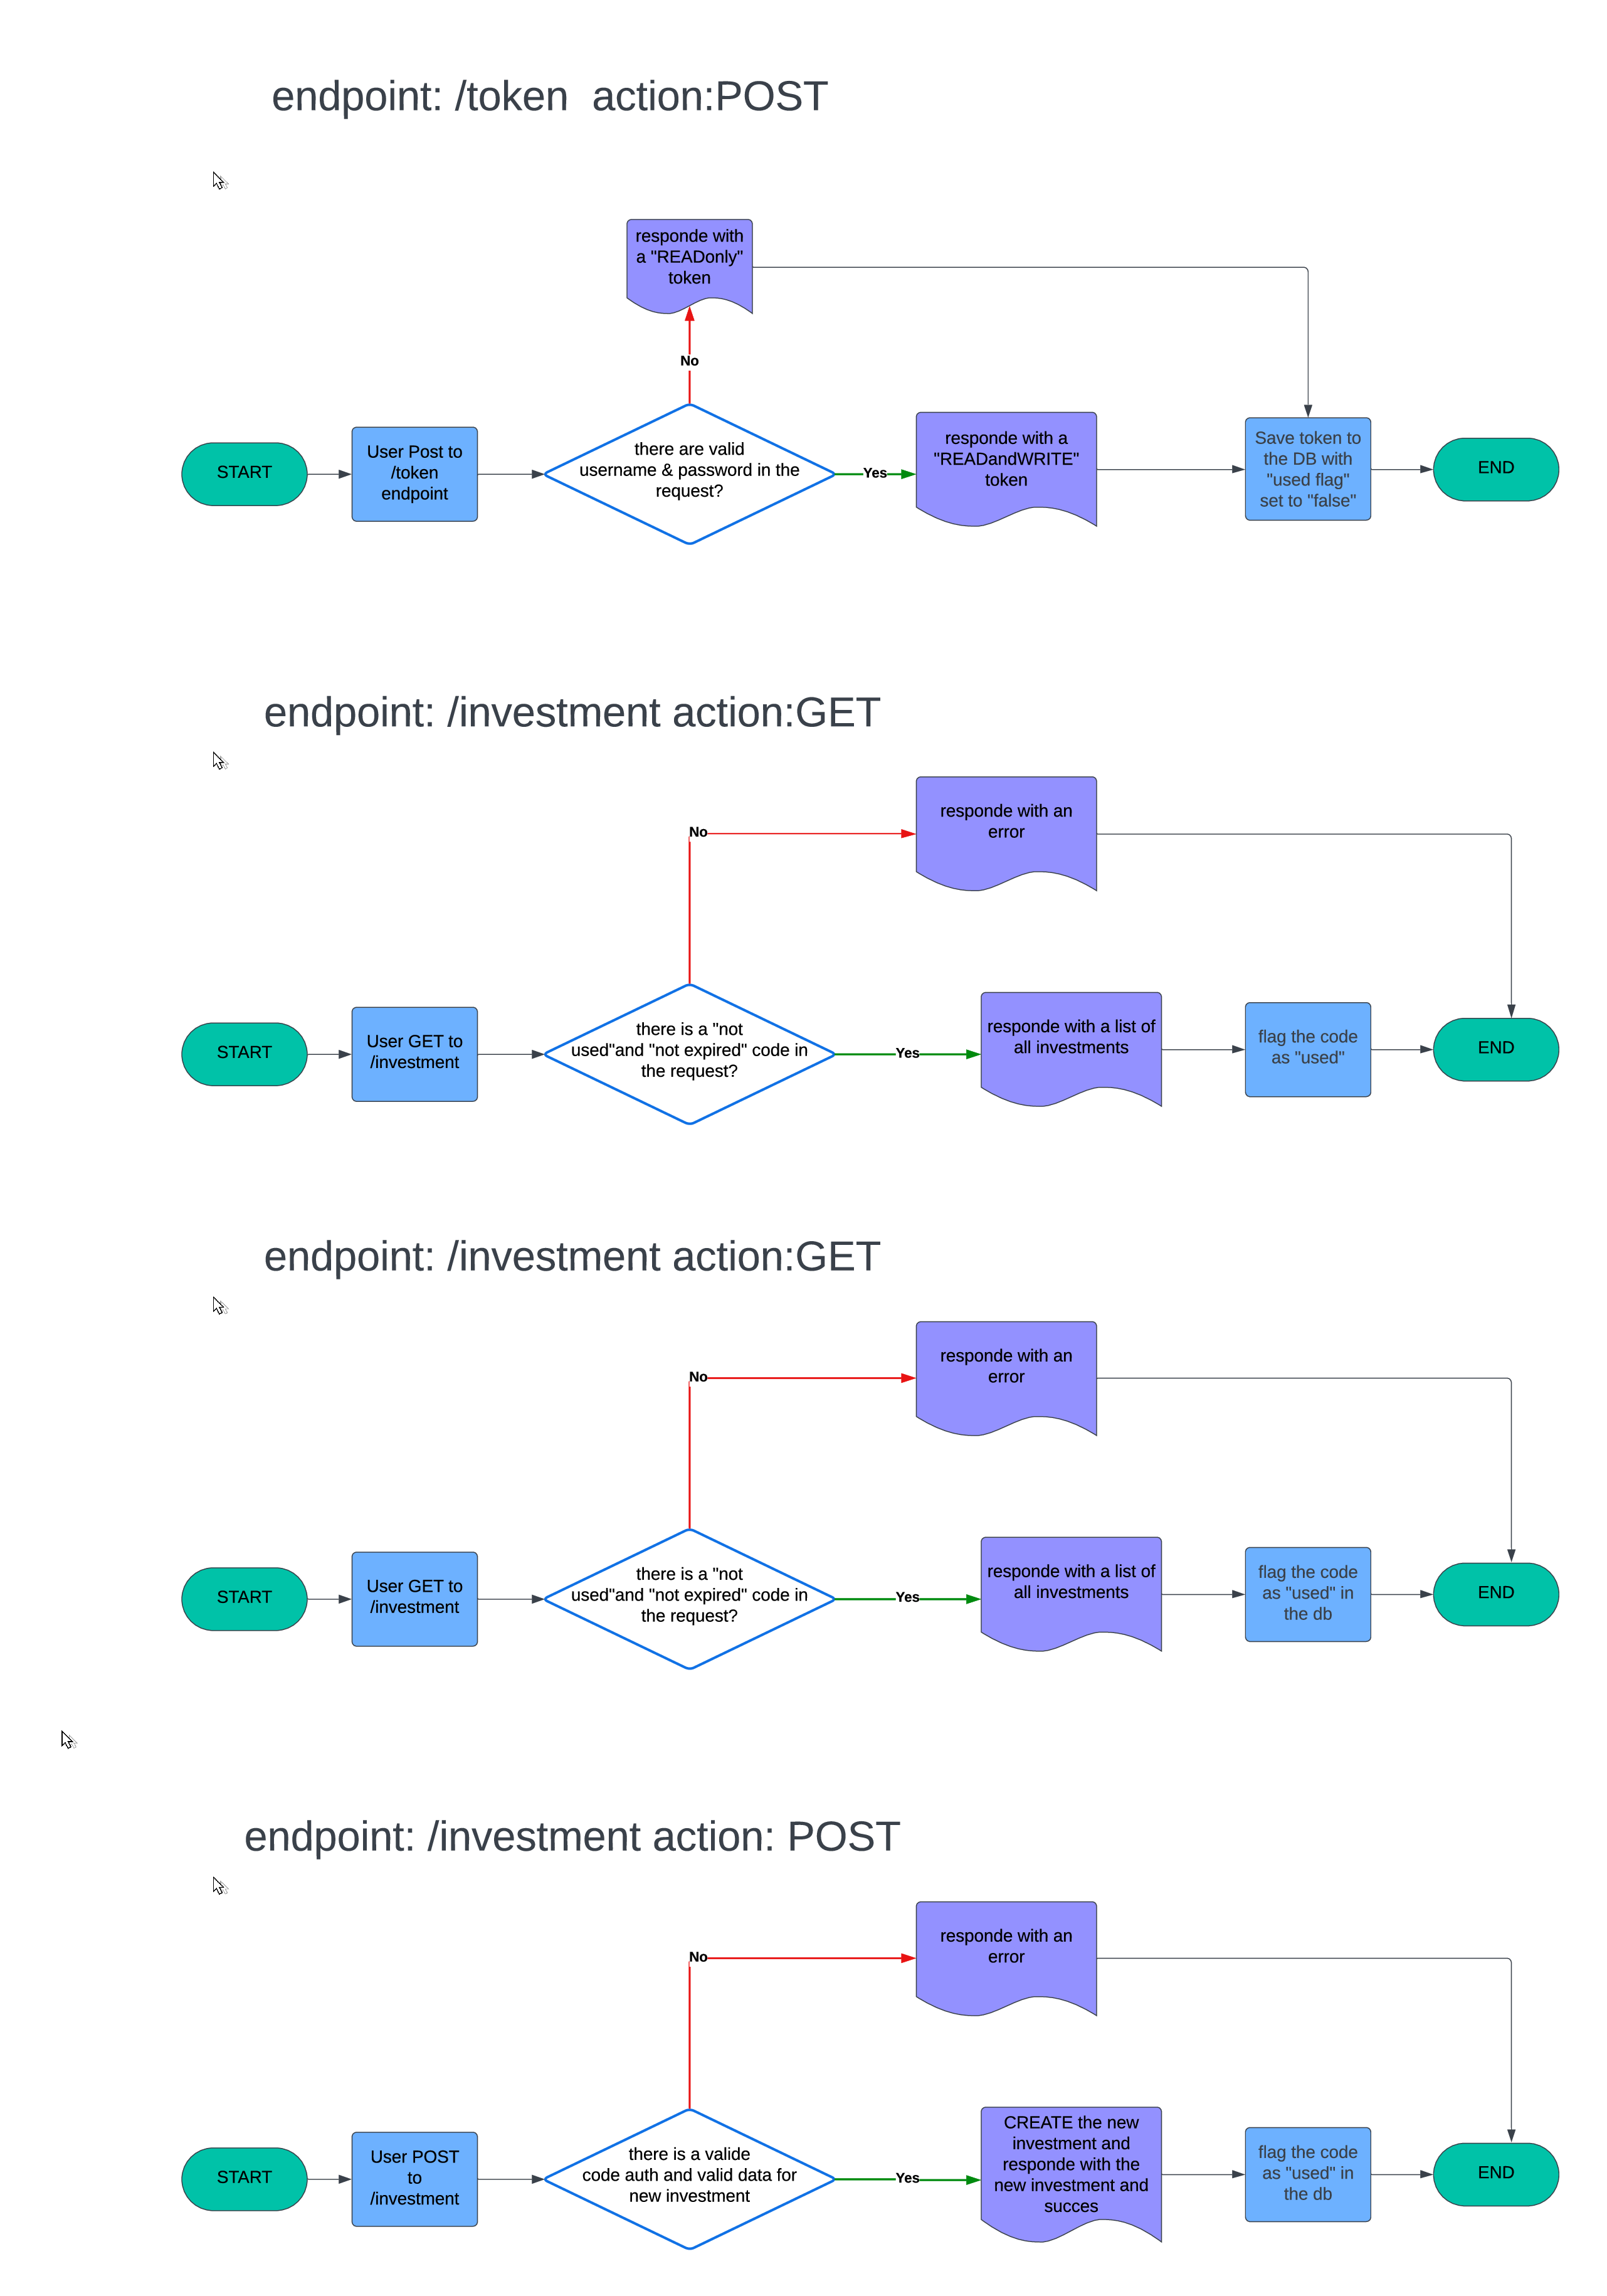 endpoint: /token  action:POST
responde with
a "READonly"
token
No
START
User Post to
/token
endpoint
there are valid
username & password in the
request?
Yes
responde with a
"READandWRITE"
token
Save token to
the DB with
"used flag"
set to "false"
END
endpoint: /investment action:GET
No
responde with an
error
START
User GET to
/investment
there is a "not
used"and "not expired" code in
the request?
Yes
responde with a list of
all investments
flag the code
as "used"
END
endpoint: /investment action:GET
No
responde with an
error
START
User GET to
/investment
there is a "not
used"and "not expired" code in
the request?
Yes
responde with a list of
all investments
flag the code
as "used" in
the db
END
endpoint: /investment action: POST
No
responde with an
error
START
User POST
to
/investment
there is a valide
code auth and valid data for
new investment
Yes
CREATE the new
investment and
responde with the
new investment and
succes
flag the code
as "used" in
the db
END